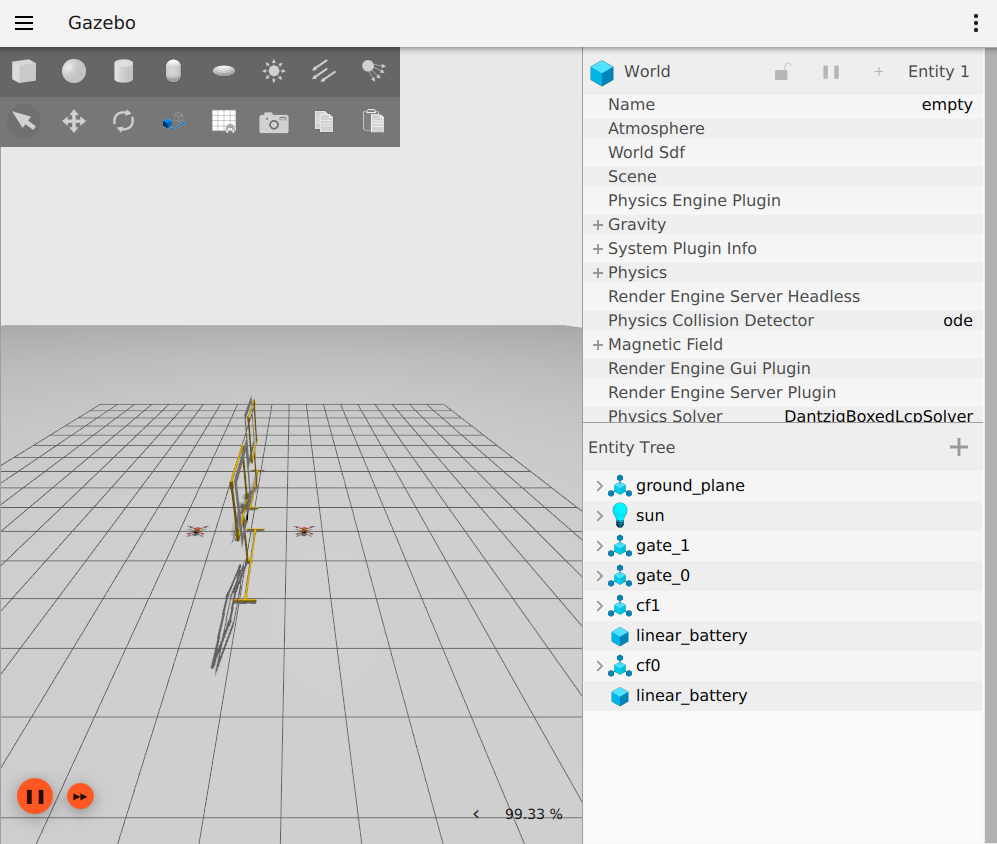 Gazebo
World
Entity 1
Name empty
Atmosphere
World Sdf
Scene
Physics Engine Plugin
Gravity
System Plugin Info
Physics
Render Engine Server Headless
Physics Collision Detector ode
Magnetic Field
Render Engine Gui Plugin
Render Engine Server Plugin
Physics Solver DantzigBoxedLcpSolver
Entity Tree
ground_plane
sun
gate_1
gate_0
cf1
linear_battery
cf0
linear_battery
99.33 %